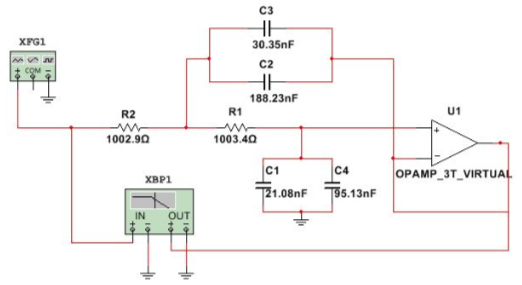 C3
30.35nF
XFG1
COM
C2
188.23nF
R2
1002.9Ω
R1
1003.4Ω
U1
OPAMP_3T_VIRTUAL
XBP1
IN OUT
C1
21.08nF
C4
95.13nF